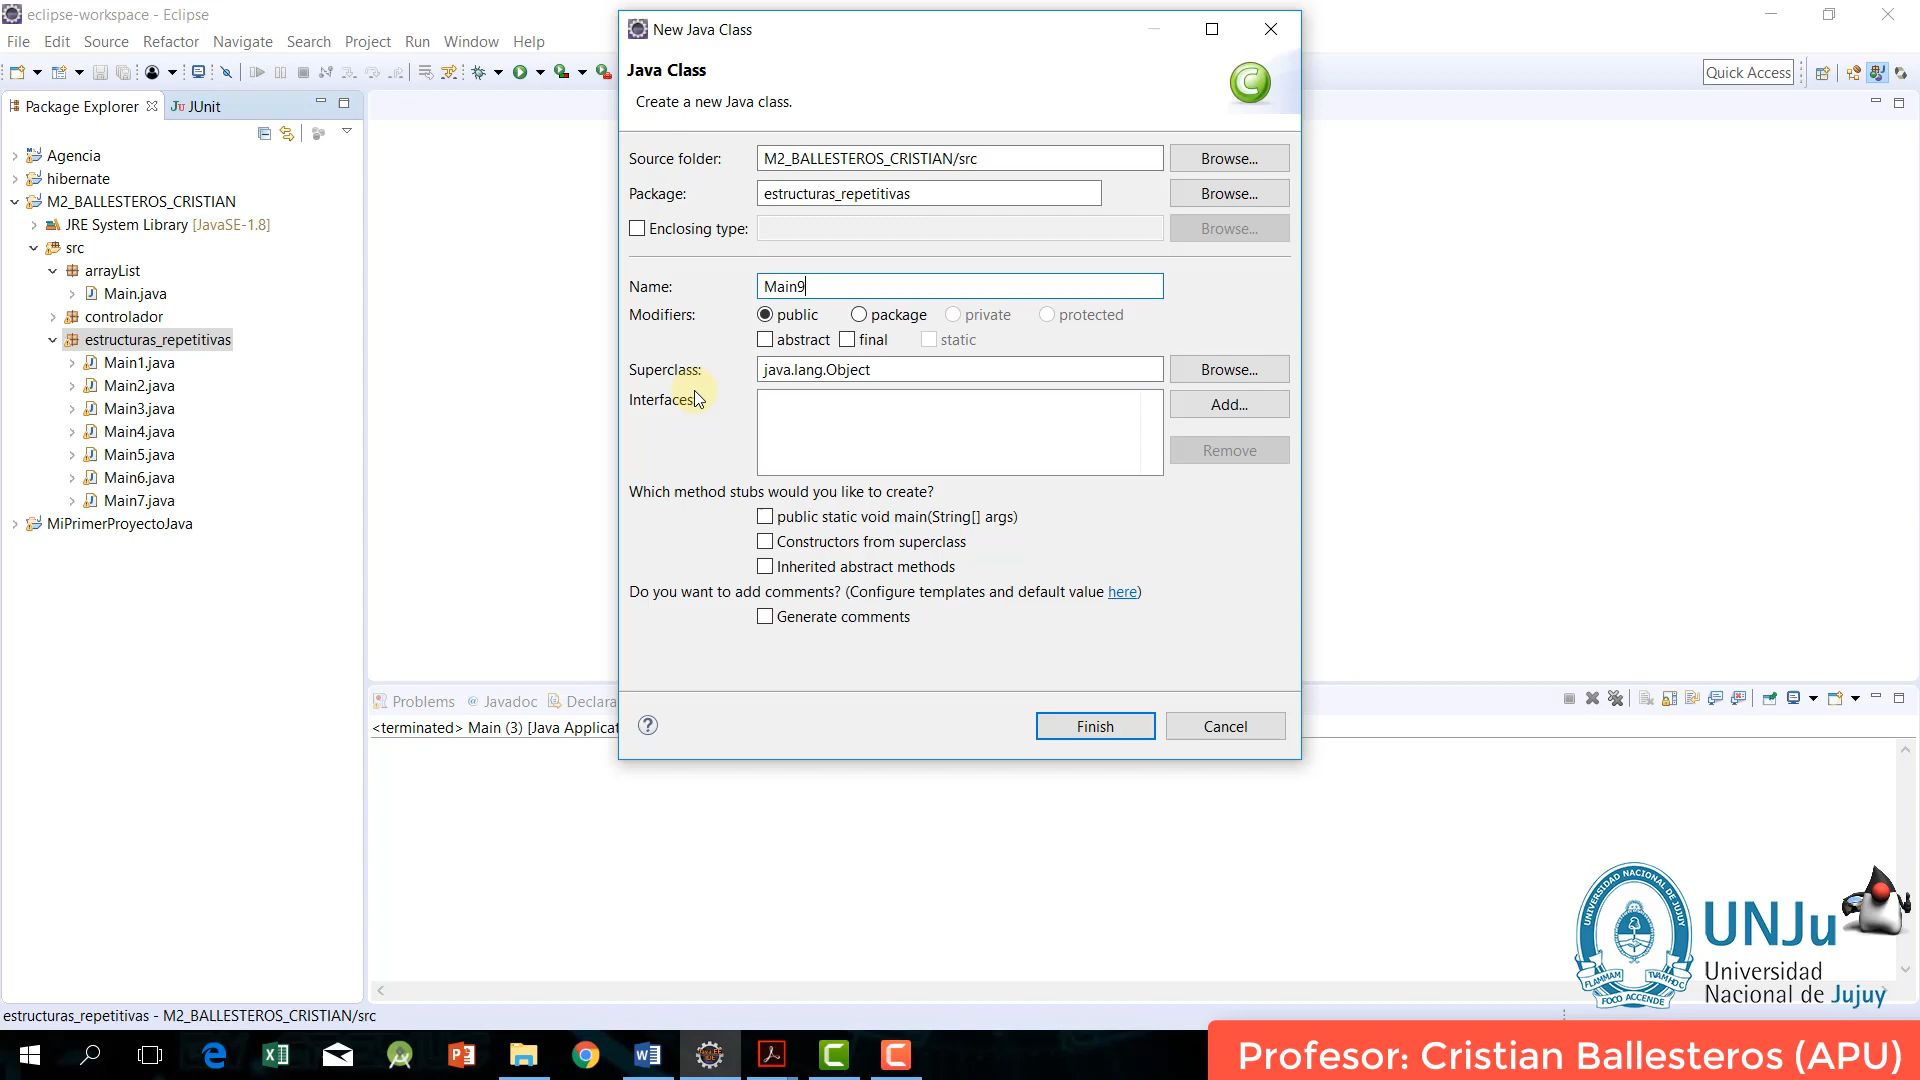 eclipse-workspace - Eclipse
File Edit Source Refactor Navigate Search Project Run Window Help
Quick Access
Package Explorer
JUnit
Agencia
hibernate
M2_BALLESTEROS_CRISTIAN
JRE System Library [JavaSE-1.8]
src
arrayList
Main.java
controlador
estructuras_repetitivas
Main1.java
Main2.java
Main3.java
Main4.java
Main5.java
Main6.java
Main7.java
MiPrimerProyectoJava
New Java Class
Java Class
Create a new Java class.
Source folder: M2_BALLESTEROS_CRISTIAN/src Browse...
Package: estructuras_repetitivas Browse...
Enclosing type: Browse...
Name: Main9
Modifiers: public package private protected
abstract final static
Superclass: java.lang.Object Browse...
Interfaces Add...
Remove
Which method stubs would you like to create?
public static void main(String[] args)
Constructors from superclass
Inherited abstract methods
Do you want to add comments? (Configure templates and default value here)
Generate comments
Finish Cancel
Problems Javadoc Declara
<terminated> Main (3) [Java Applicat
estructuras_repetitivas - M2_BALLESTEROS_CRISTIAN/src
UNIVERSIDAD NACIONAL DE JUJUY
FOCO ACCENDE
UNJu
Universidad
Nacional de Jujuy
Profesor: Cristian Ballesteros (APU)